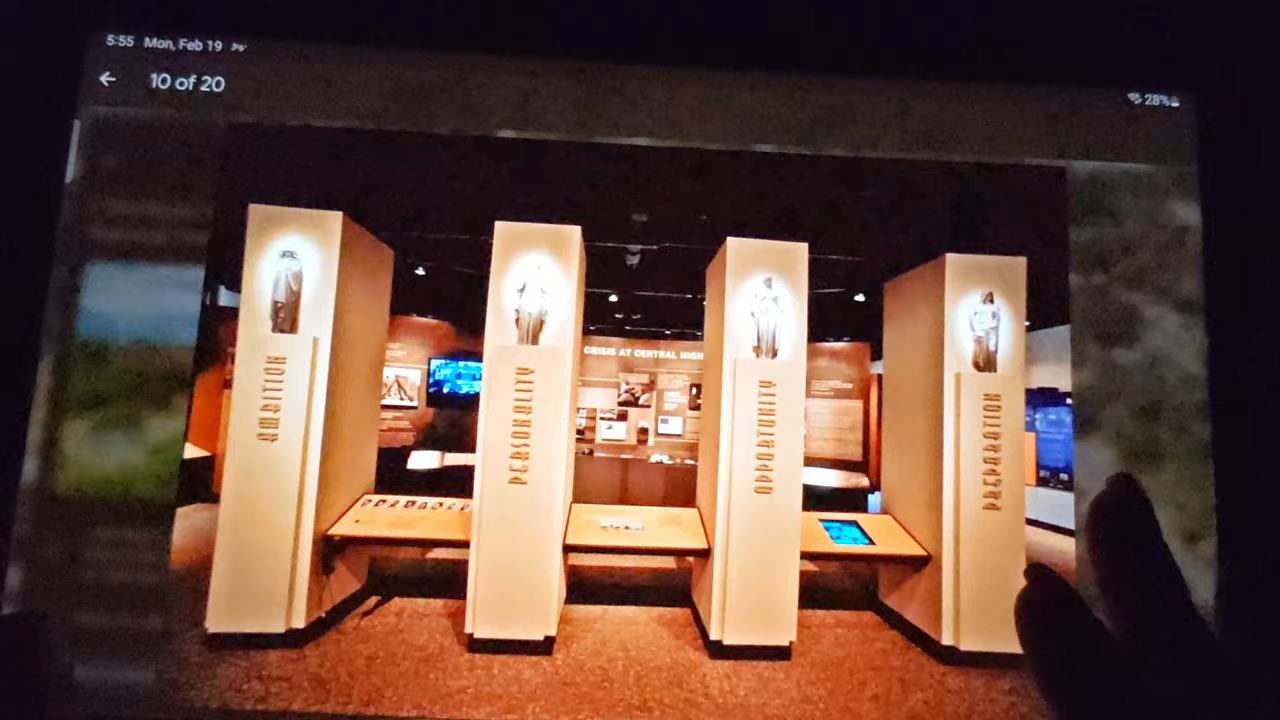 5:55 Mon, Feb 19
28%
10 of 20
AMBITION
PERSONALITY
OPPORTUNITY
PREPARATION
CRISIS AT CENTRAL HIGH